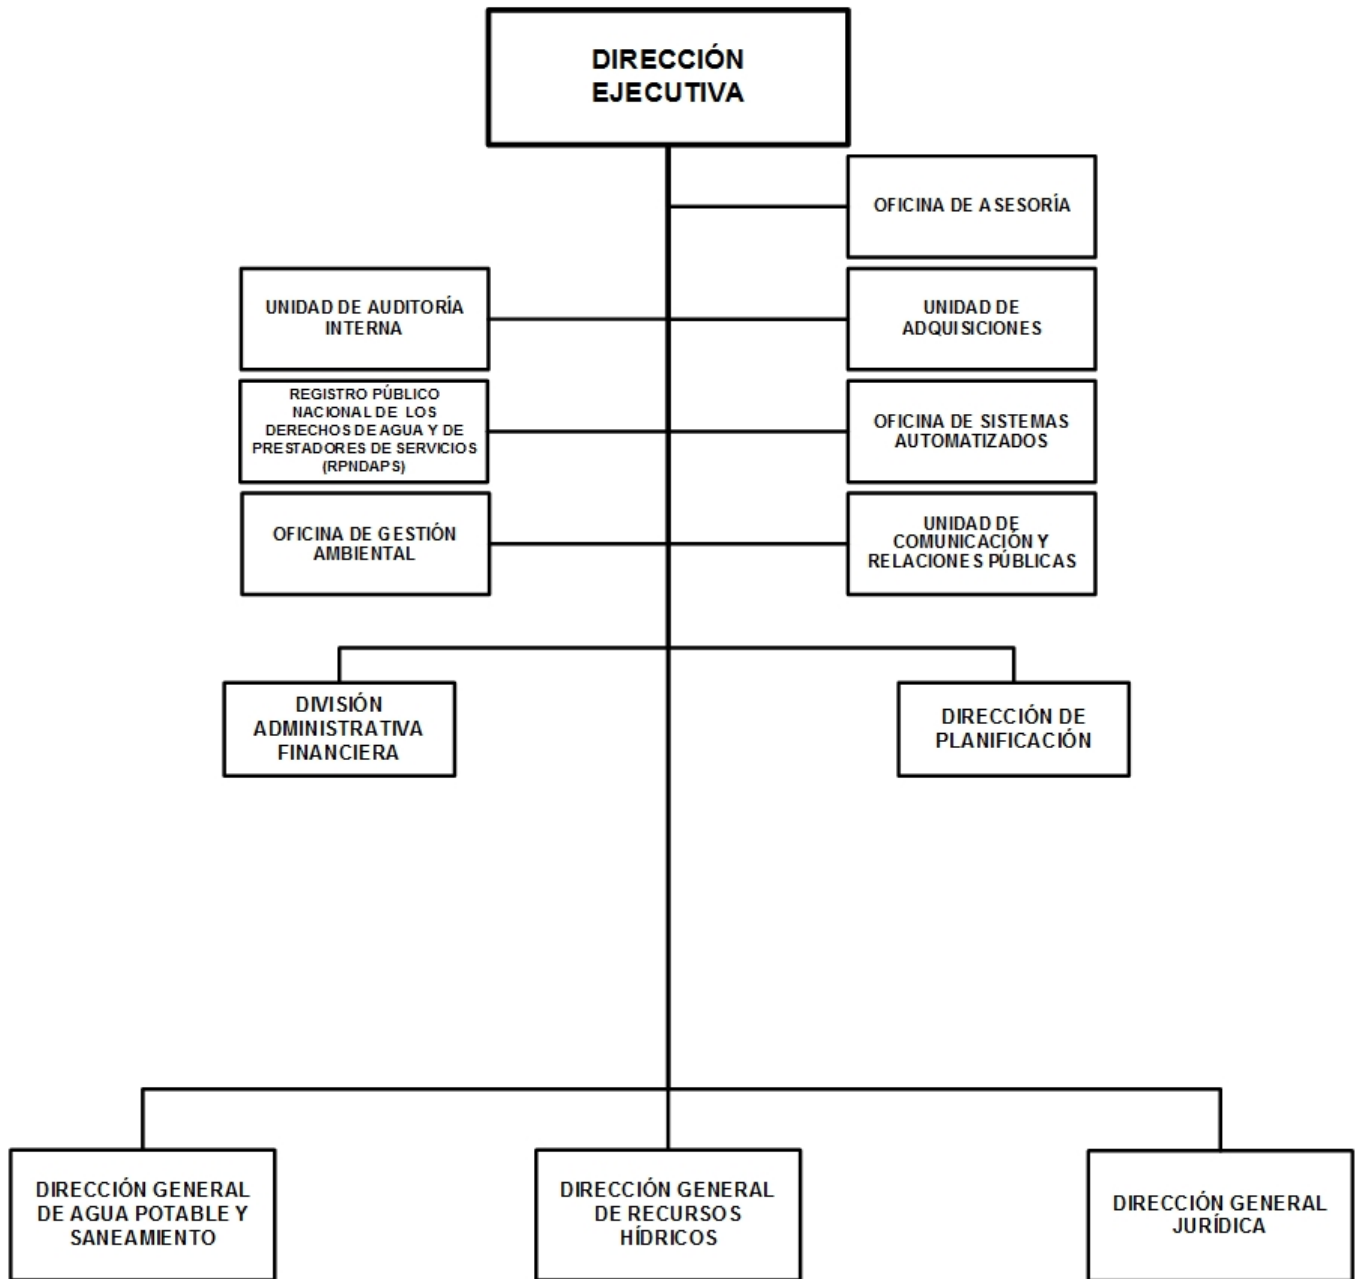 DIRECCIÓN
EJECUTIVA
OFICINA DE ASESORÍA
UNIDAD DE AUDITORÍA
INTERNA
UNIDAD DE
ADQUISICIONES
REGISTRO PÚBLICO
NACIONAL DE LOS
DERECHOS DE AGUA Y DE
PRESTADORES DE SERVICIOS
(RPNDAPS)
OFICINA DE SISTEMAS
AUTOMATIZADOS
OFICINA DE GESTIÓN
AMBIENTAL
UNIDAD DE
COMUNICACIÓN Y
RELACIONES PÚBLICAS
DIVISIÓN
ADMINISTRATIVA
FINANCIERA
DIRECCIÓN DE
PLANIFICACIÓN
DIRECCIÓN GENERAL
DE AGUA POTABLE Y
SANEAMIENTO
DIRECCIÓN GENERAL
DE RECURSOS
HÍDRICOS
DIRECCIÓN GENERAL
JURÍDICA